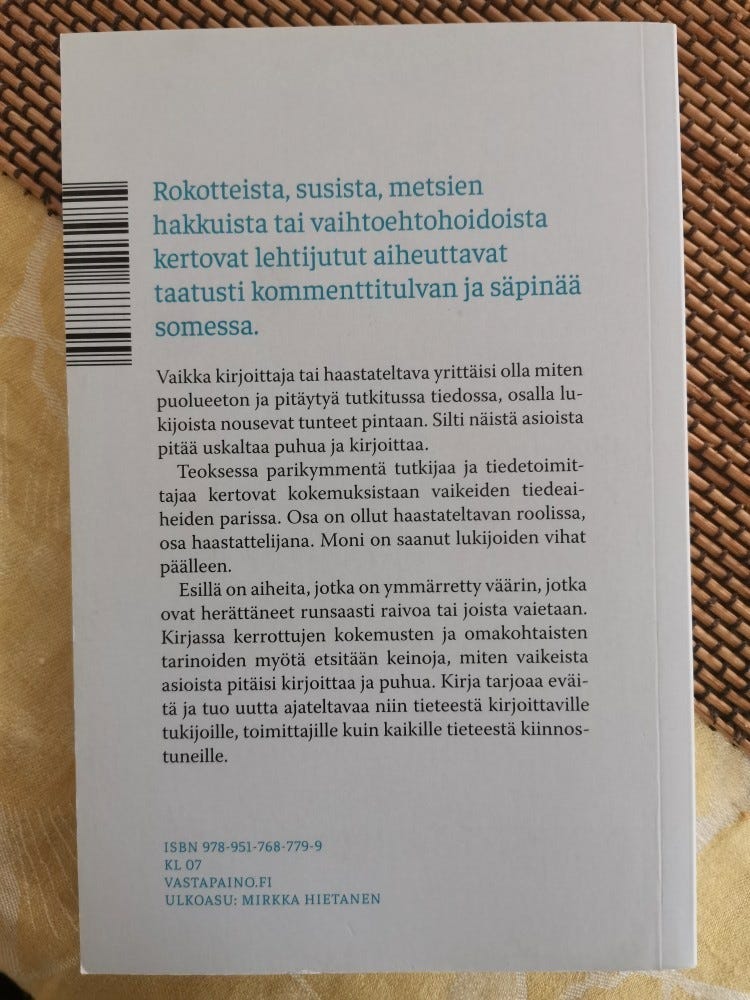 Rokotteista, susista, metsien
hakkuista tai vaihtoehtohoidoista
kertovat lehtijutut aiheuttavat
taatusti kommenttitulvan ja säpinää
somessa.
Vaikka kirjoittaja tai haastateltava yrittäisi olla miten
puolueeton ja pitäytyä tutkitussa tiedossa, osalla lu-
kijoista nousevat tunteet pintaan. Silti näistä asioista
pitää uskaltaa puhua ja kirjoittaa.
Teoksessa parikymmentä tutkijaa ja tiedetoimit-
tajaa kertovat kokemuksistaan vaikeiden tiedeai-
heiden parissa. Osa on ollut haastateltavan roolissa,
osa haastattelijana. Moni on saanut lukijoiden vihat
päälleen.
Esillä on aiheita, jotka on ymmärretty väärin, jotka
ovat herättäneet runsaasti raivoa tai joista vaietaan.
Kirjassa kerrottujen kokemusten ja omakohtaisten
tarinoiden myötä etsitään keinoja, miten vaikeista
asioista pitäisi kirjoittaa ja puhua. Kirja tarjoaa eväi-
tä ja tuo uutta ajateltavaa niin tieteestä kirjoittaville
tukijoille, toimittajille kuin kaikille tieteestä kiinnos-
tuneille.
ISBN 978-951-768-779-9
KL 07
VASTAPAINO.FI
ULKOASU: MIRKKA HIETANEN